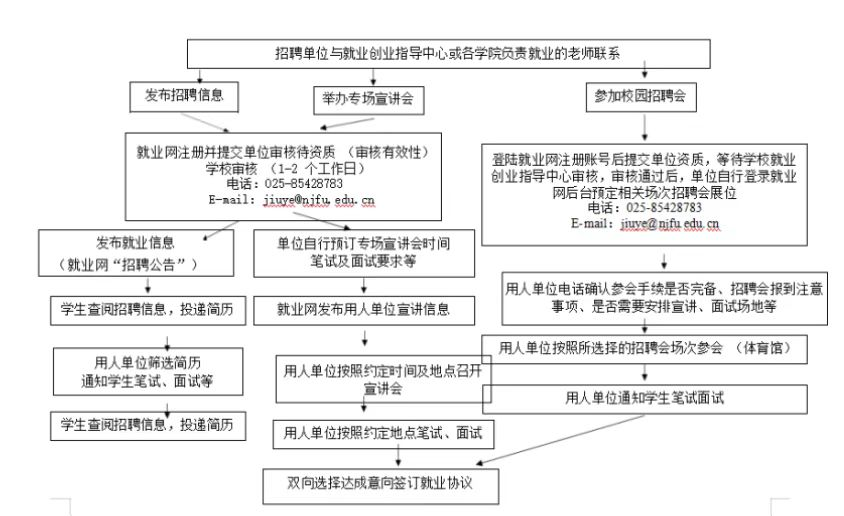 招聘单位与就业创业指导中心或各学院负责就业的老师联系
发布招聘信息
举办专场宣讲会
参加校园招聘会
就业网注册并提交单位审核待资质 （审核有效性）
学校审核 （1-2 个工作日）
电话：025-85428783
E-mail：jiuye@njfu.edu.cn
登陆就业网注册账号后提交单位资质，等待学校就业
创业指导中心审核，审核通过后，单位自行登录就业
网后台预定相关场次招聘会展位
电话：025-85428783
E-mail：jiuye@njfu.edu.cn
发布就业信息
（就业网“招聘公告”）
单位自行预订专场宣讲会时间
笔试及面试要求等
学生查阅招聘信息，投递简历
就业网发布用人单位宣讲信息
用人单位电话确认参会手续是否完备、招聘会报到注意
事项、是否需要安排宣讲、面试场地等
用人单位筛选简历
通知学生笔试、面试等
用人单位按照约定时间及地点召开
宣讲会
用人单位按照所选择的招聘会场次参会 （体育馆）
用人单位通知学生笔试面试
学生查阅招聘信息，投递简历
用人单位按照约定地点笔试、面试
双向选择达成意向签订就业协议